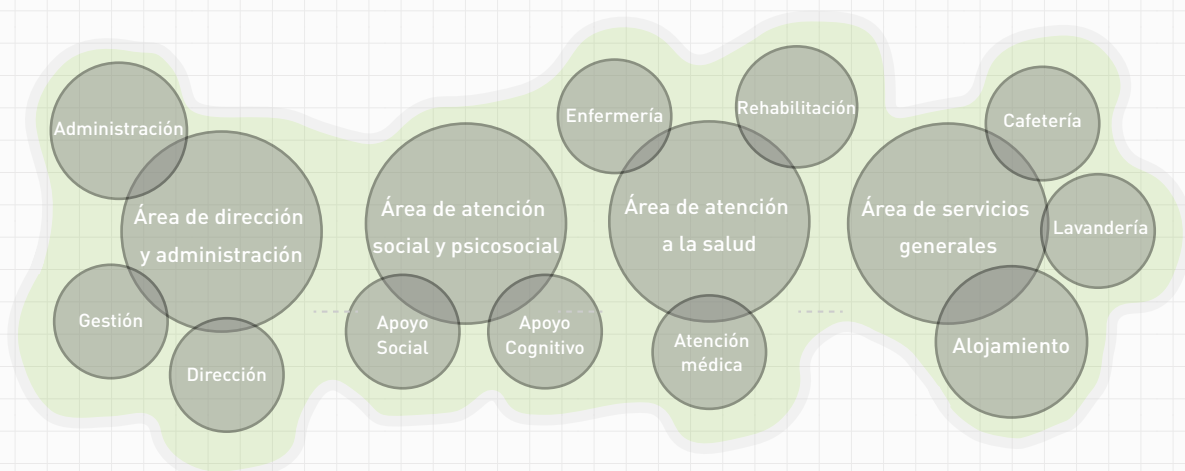 Administración
Área de dirección
y administración
Gestión
Dirección
Área de atención
social y psicosocial
Apoyo
Social
Apoyo
Cognitivo
Enfermería
Rehabilitación
Área de atención
a la salud
Atención
médica
Área de servicios
generales
Cafetería
Lavandería
Alojamiento